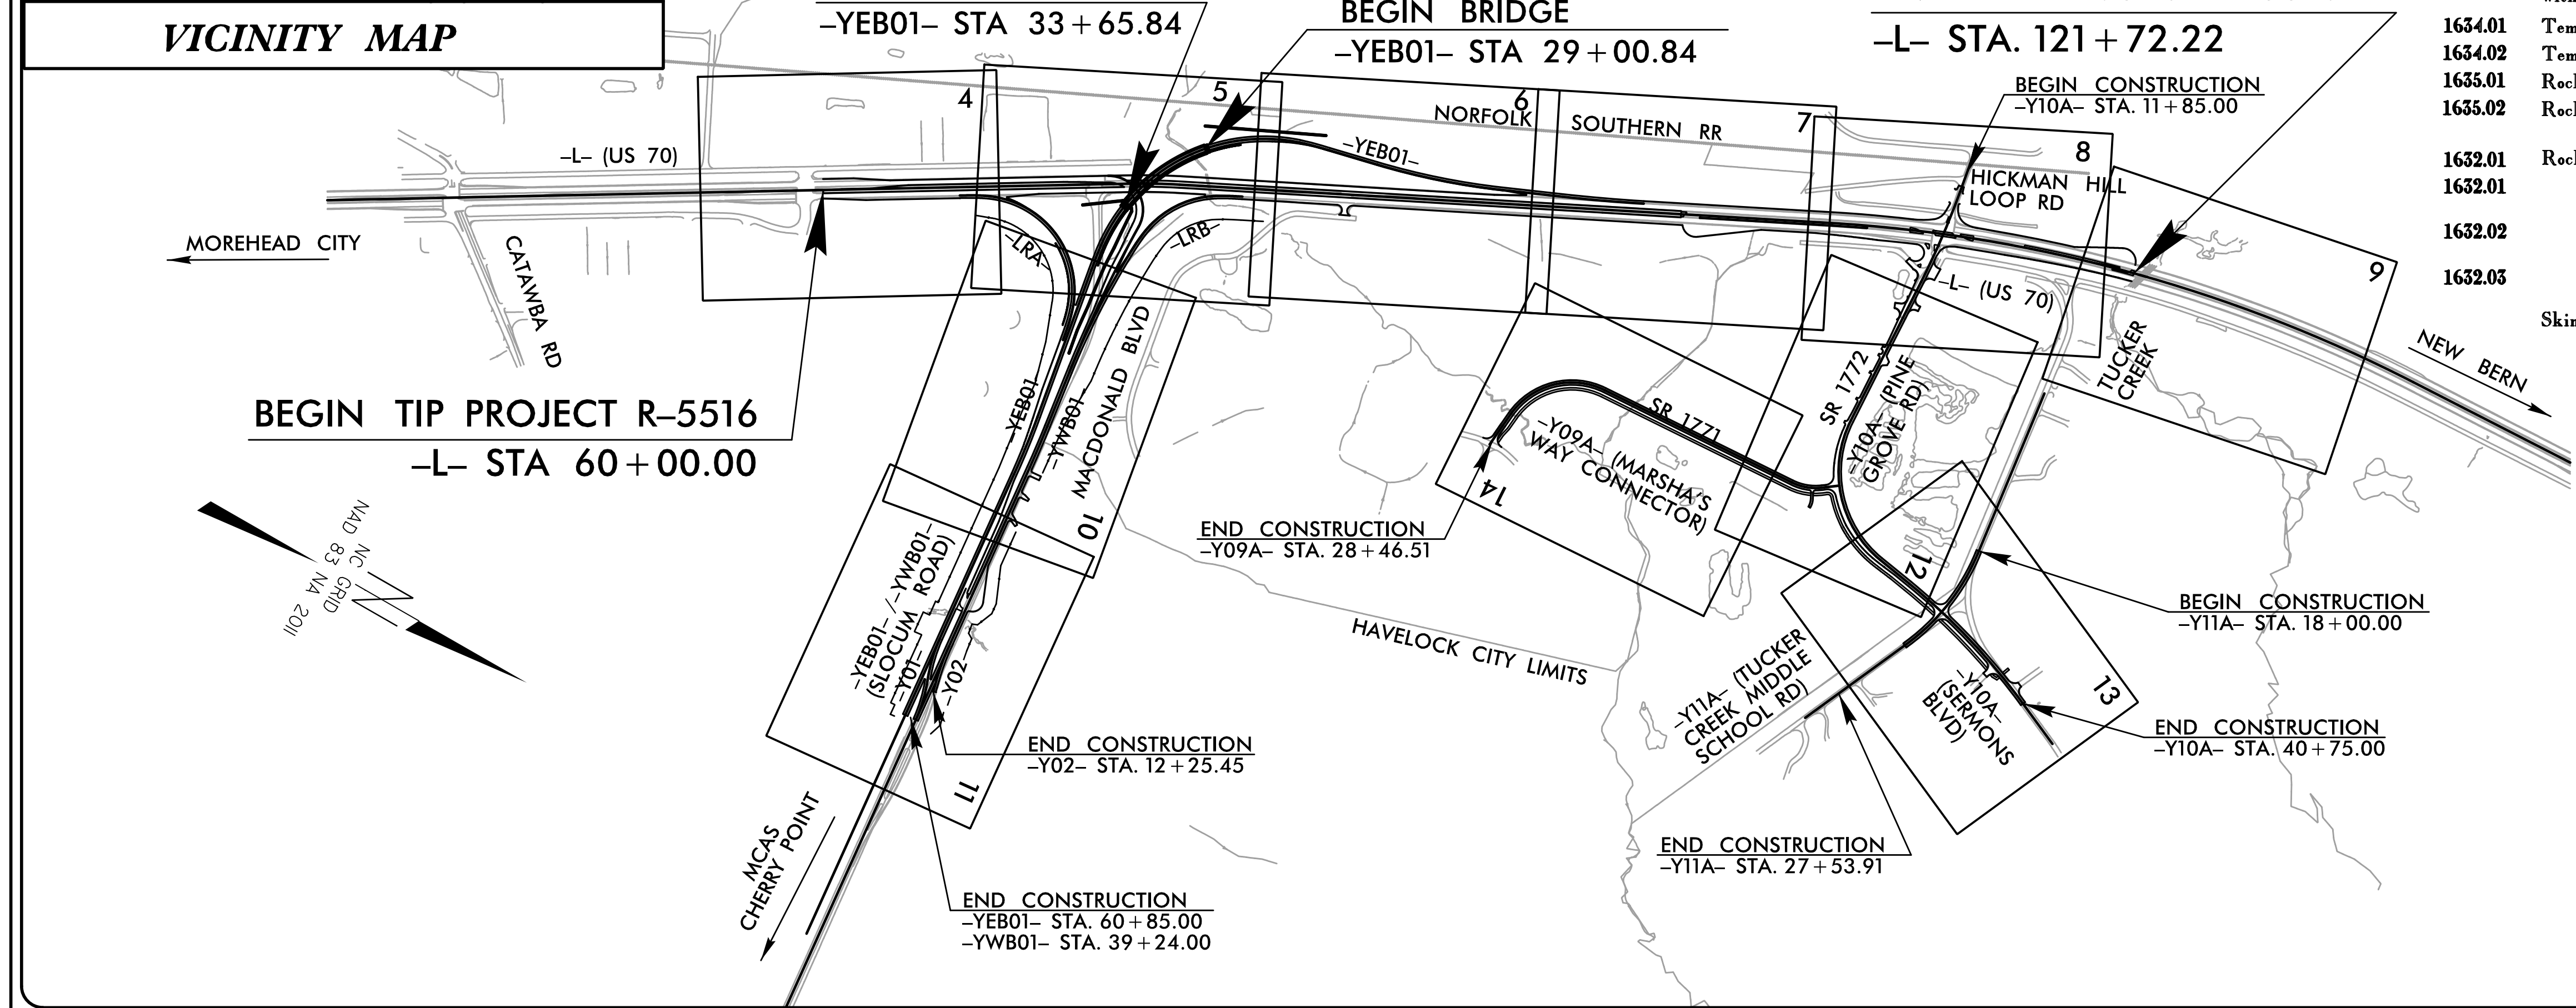 VICINITY MAP
–YEB01– STA 33+65.84
BEGIN BRIDGE
–YEB01– STA 29+00.84
–L– STA. 121+72.22
BEGIN CONSTRUCTION
–Y10A– STA. 11+85.00
1634.01 Tem
1634.02 Tem
1635.01 Rocl
1635.02 Rocl
1632.01 Rocl
1632.01
1632.02
1632.03
Skin
4
5
6
7
8
9
NORFOLK SOUTHERN RR
–YEB01–
–L– (US 70)
HICKMAN HILL
LOOP RD
MOREHEAD CITY
CATAWBA RD
–LRA–
–LRB–
–L– (US 70)
TUCKER
CREEK
NEW BERN
BEGIN TIP PROJECT R–5516
–L– STA 60+00.00
–YEB01–
–YWB01–
MACDONALD BLVD
10
SR 1772
–Y10A– (PINE
GROVE RD)
SR 1771
–Y09A– (MARSHA'S
WAY CONNECTOR)
14
12
END CONSTRUCTION
–Y09A– STA. 28+46.51
NC GRID
NAD 83 NA 2011
–YEB01– / –YWB01–
(SLOCUM ROAD)
–Y01–
–Y02–
HAVELOCK CITY LIMITS
BEGIN CONSTRUCTION
–Y11A– STA. 18+00.00
–Y11A– (TUCKER
CREEK MIDDLE
SCHOOL RD)
–Y10A–
(SERMONS
BLVD)
13
END CONSTRUCTION
–Y10A– STA. 40+75.00
END CONSTRUCTION
–Y02– STA. 12+25.45
11
END CONSTRUCTION
–Y11A– STA. 27+53.91
MCAS
CHERRY POINT
END CONSTRUCTION
–YEB01– STA. 60+85.00
–YWB01– STA. 39+24.00